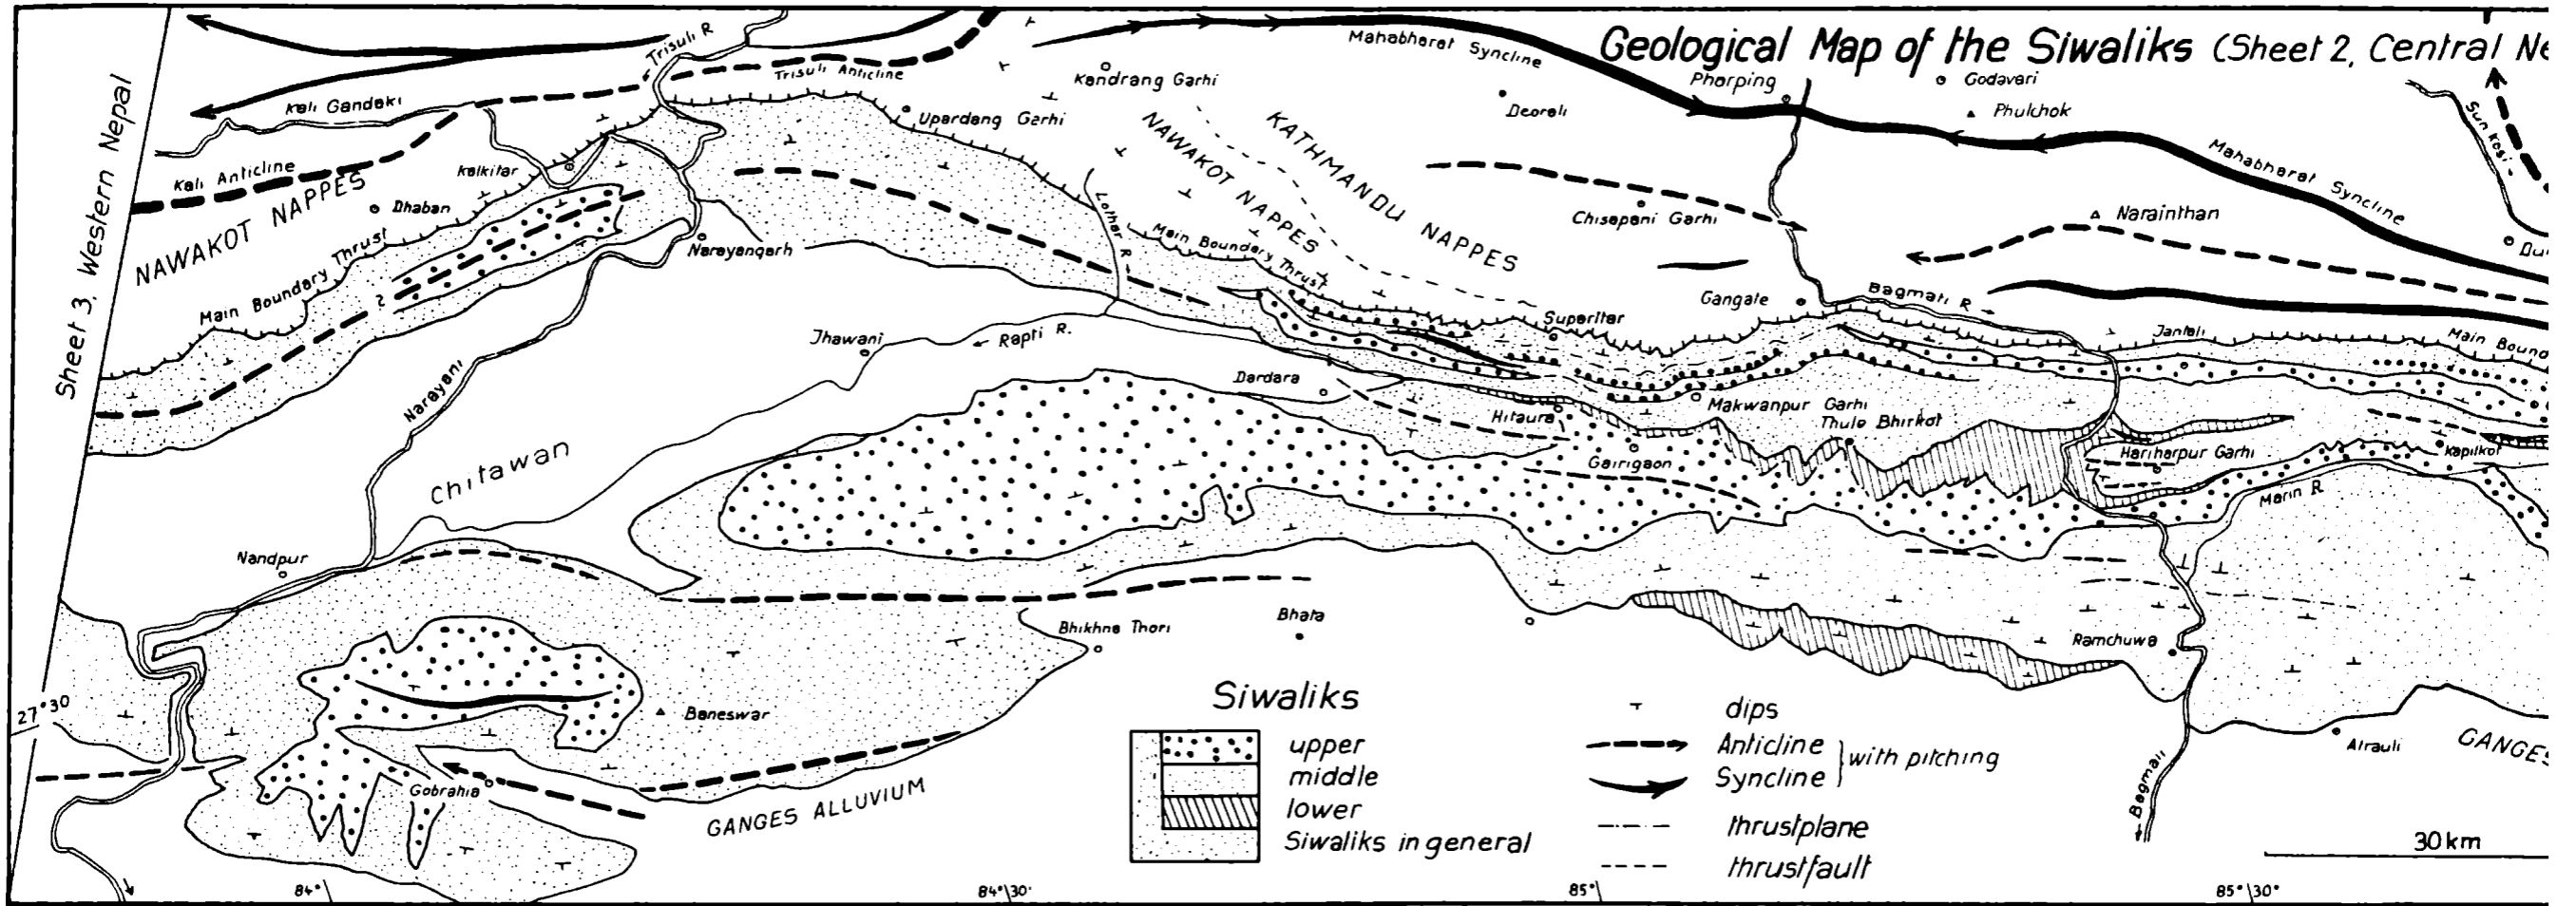 Geological Map of the Siwaliks (Sheet 2, Central Ne
Sheet 3, Western Nepal
Trisuli R
Trisuli Anticline
Mahabharat Syncline
Kandrang Garhi
Pharping
Godavari
Phulchok
Sun Kosi
Kali Gandaki
Upardang Garhi
Deorali
Kali Anticline
Kalkitar
NAWAKOT NAPPES
Dhaban
NAWAKOT NAPPES
KATHMANDU NAPPES
Mahabharat Syncline
Chisapani Garhi
Narainthan
Lothar R
Main Boundary Thrust
Narayangarh
Main Boundary Thrust
?
Gangate
Bagmati R
Jhawani
Rapti R.
Suparitar
Jantali
Main Bound
Narayani
Dardara
Hitaura
Makwanpur Garhi
Thulo Bhirkot
Chitawan
Gairigaon
Hariharpur Garhi
Kapilkot
Marin R
Nandpur
Bhikhna Thori
Bhata
Ramchuwa
27°30
Baneswar
Gobrahia
GANGES ALLUVIUM
Airauli
GANGES
Bagmati
Siwaliks
upper
middle
lower
Siwaliks in general
dips
Anticline
Syncline
with pitching
thrustplane
thrustfault
30km
84°
84°30'
85°
85°30°